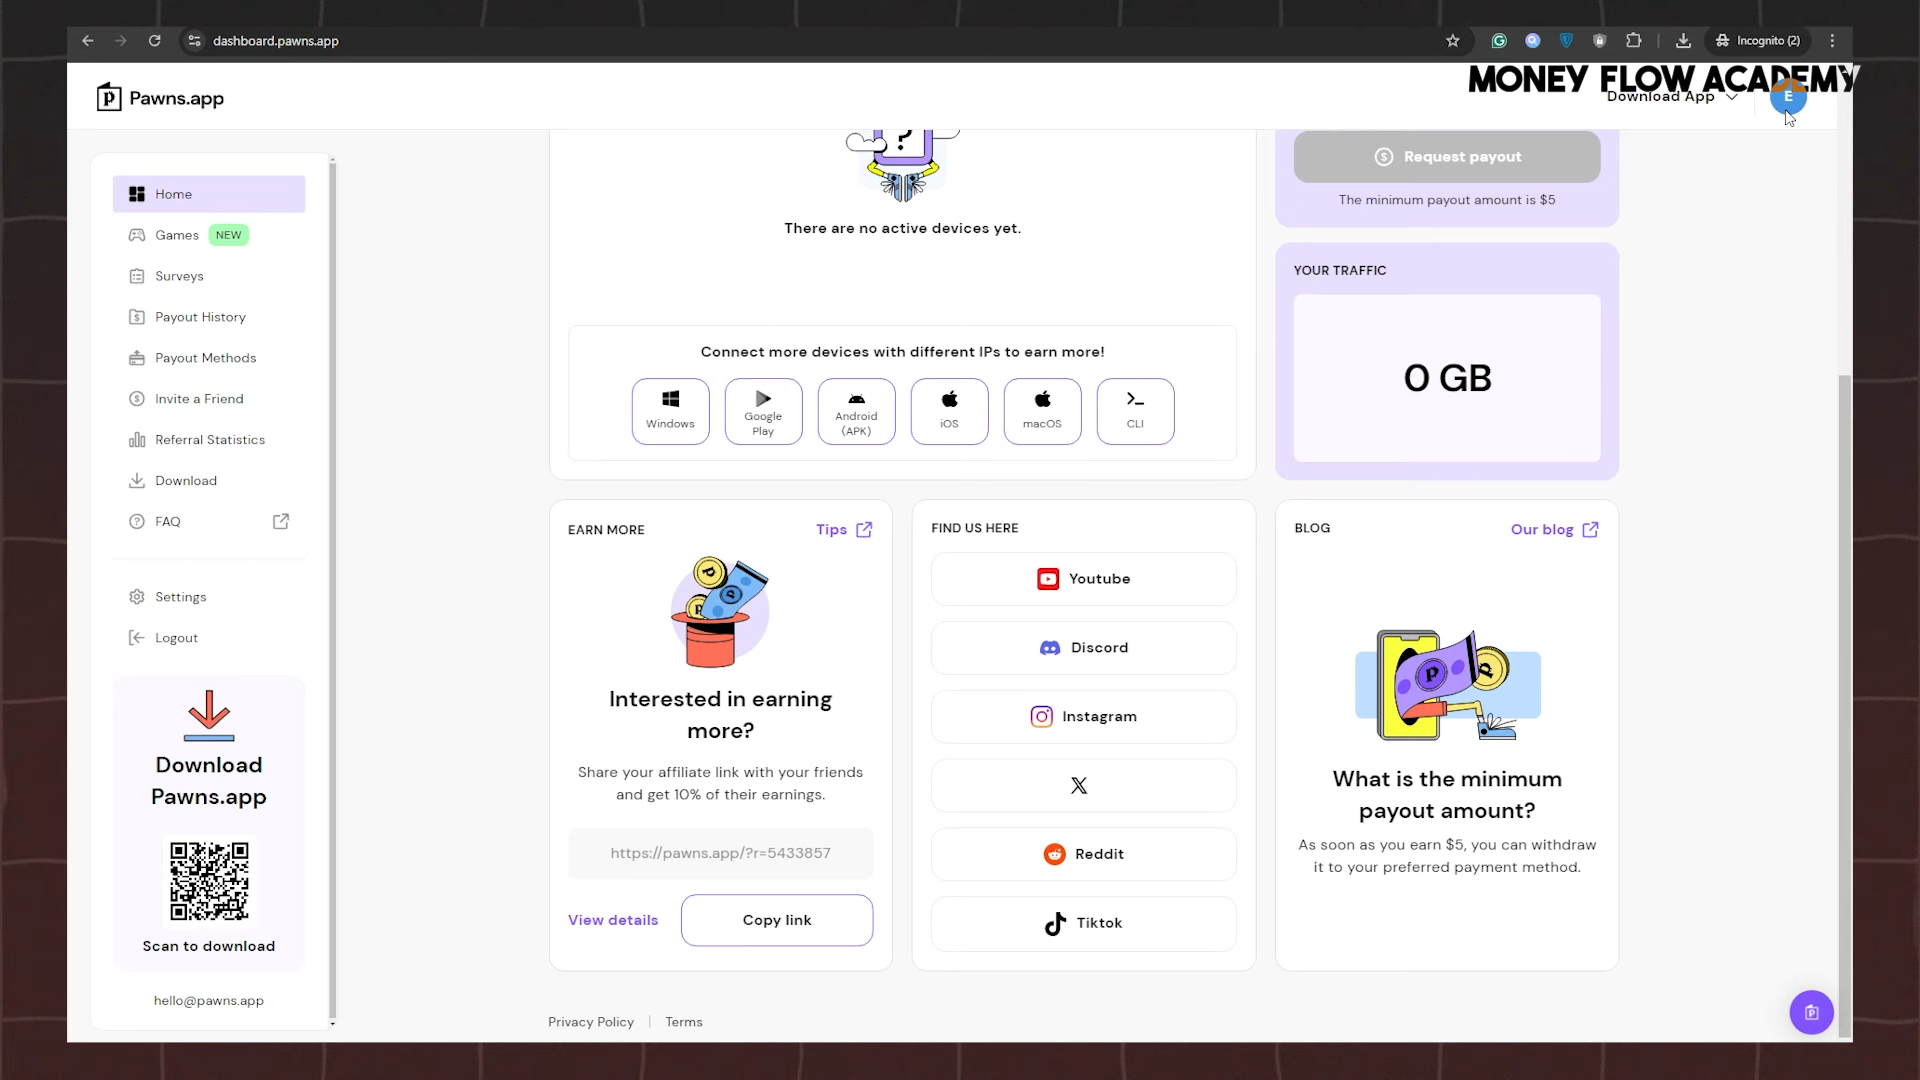 dashboard.pawns.app
Incognito (2)
MONEY FLOW ACADEMY
Pawns.app
Download App
E
Home
Games NEW
Surveys
Payout History
Payout Methods
Invite a Friend
Referral Statistics
Download
FAQ
Settings
Logout
Download
Pawns.app
Scan to download
hello@pawns.app
?
There are no active devices yet.
Connect more devices with different IPs to earn more!
Windows
Google
Play
Android
(APK)
iOS
macOS
CLI
Request payout
The minimum payout amount is $5
YOUR TRAFFIC
0 GB
EARN MORE
Tips
Interested in earning
more?
Share your affiliate link with your friends
and get 10% of their earnings.
https://pawns.app/?r=5433857
View details
Copy link
FIND US HERE
Youtube
Discord
Instagram
X
Reddit
Tiktok
BLOG
Our blog
What is the minimum
payout amount?
As soon as you earn $5, you can withdraw
it to your preferred payment method.
Privacy Policy
Terms